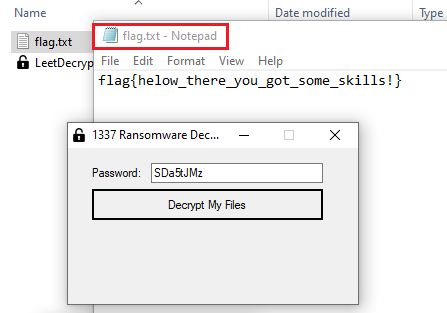 Name
Date modified
Type
flag.txt
LeetDecryp
flag.txt - Notepad
File Edit Format View Help
flag{helow_there_you_got_some_skills!}
1337 Ransomware Dec...
Password: SDa5tJMz
Decrypt My Files